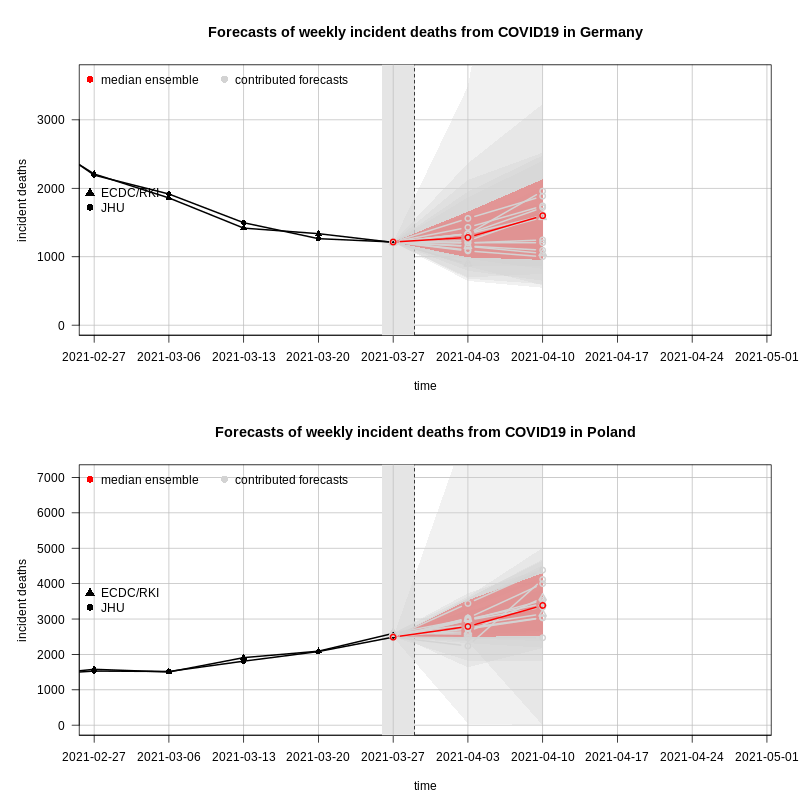 Forecasts of weekly incident deaths from COVID19 in Germany
median ensemble contributed forecasts
3000
2000
1000
0
incident deaths
ECDC/RKI
JHU
2021-02-27 2021-03-06 2021-03-13 2021-03-20 2021-03-27 2021-04-03 2021-04-10 2021-04-17 2021-04-24 2021-05-01
time
Forecasts of weekly incident deaths from COVID19 in Poland
median ensemble contributed forecasts
7000
6000
5000
4000
3000
2000
1000
0
incident deaths
ECDC/RKI
JHU
2021-02-27 2021-03-06 2021-03-13 2021-03-20 2021-03-27 2021-04-03 2021-04-10 2021-04-17 2021-04-24 2021-05-01
time